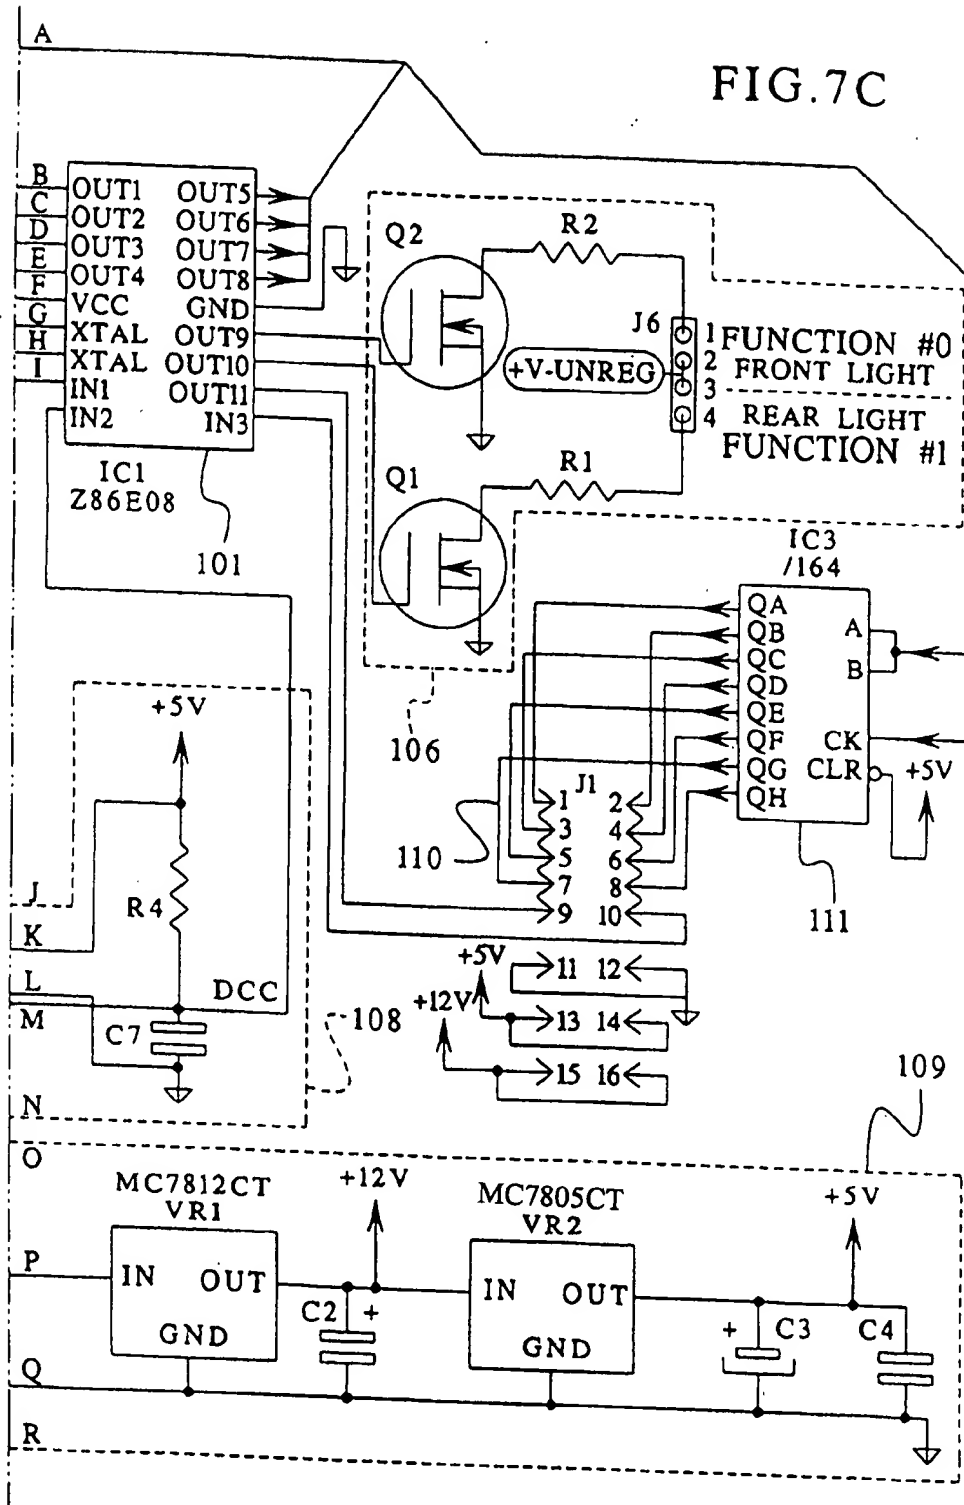 A
FIG.7C
B OUT1 OUT5
C OUT2 OUT6
D OUT3 OUT7
E OUT4 OUT8
F VCC GND
G XTAL OUT9
H XTAL OUT10
I IN1 OUT11
IN2 IN3
IC1
Z86E08
101
Q2
R2
J6
+V-UNREG
1 FUNCTION #0
2 FRONT LIGHT
3
4 REAR LIGHT
FUNCTION #1
Q1
R1
106
IC3
/164
QA
QB
QC
QD
QE
QF
QG
QH
A
B
CK
CLR
+5V
111
J1
1 2
3 4
5 6
7 8
9 10
11 12
13 14
15 16
110
+5V
+12V
+5V
J
R4
K
L
DCC
M
C7
108
N
109
O
MC7812CT
VR1
+12V
MC7805CT
VR2
+5V
P
IN OUT
GND
C2 +
IN OUT
GND
+ C3
C4
Q
R